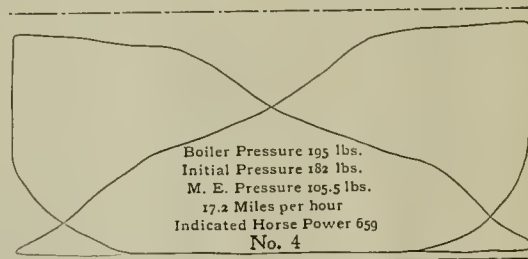 Boiler Pressure 195 lbs.
Initial Pressure 182 lbs.
M. E. Pressure 105.5 lbs.
17.2 Miles per hour
Indicated Horse Power 659
No. 4